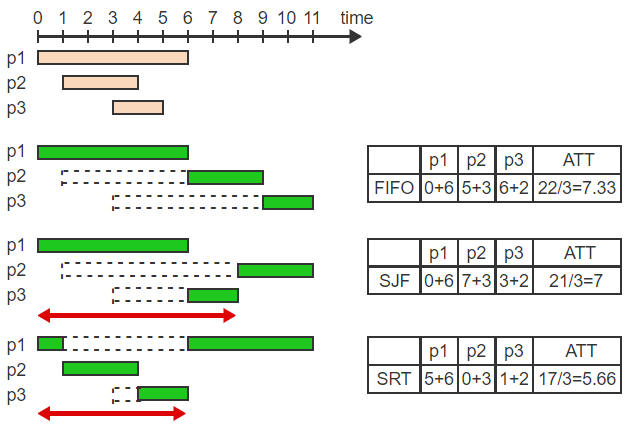 0 1 2 3 4 5 6 7 8 9 10 11 time
p1
p2
p3
p1
p2
p3
p1 p2 p3 ATT
FIFO 0+6 5+3 6+2 22/3=7.33
p1
p2
p3
p1 p2 p3 ATT
SJF 0+6 7+3 3+2 21/3=7
p1
p2
p3
p1 p2 p3 ATT
SRT 5+6 0+3 1+2 17/3=5.66